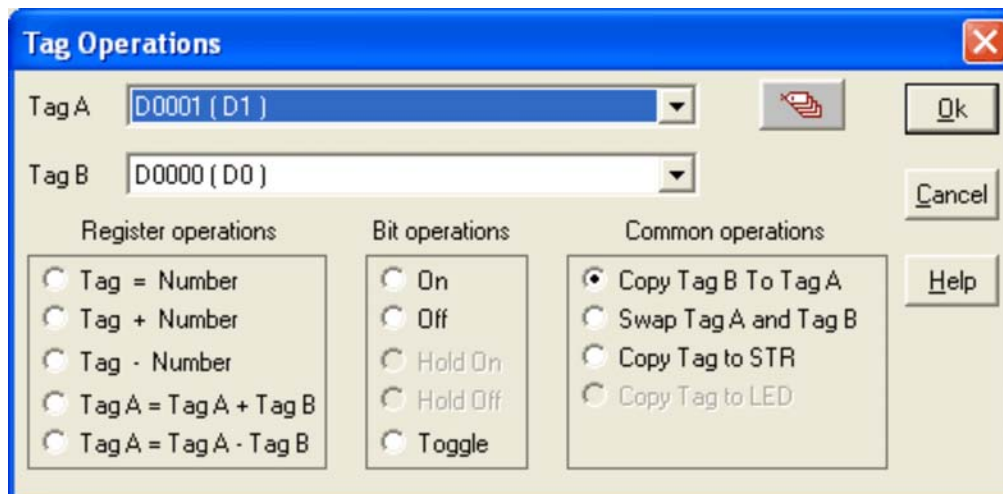 Tag Operations
Tag A D0001 ( D1 ) Ok
Tag B D0000 ( D0 ) Cancel
Register operations Bit operations Common operations Help
Tag = Number
Tag + Number
Tag - Number
Tag A = Tag A + Tag B
Tag A = Tag A - Tag B
On
Off
Hold On
Hold Off
Toggle
Copy Tag B To Tag A
Swap Tag A and Tag B
Copy Tag to STR
Copy Tag to LED